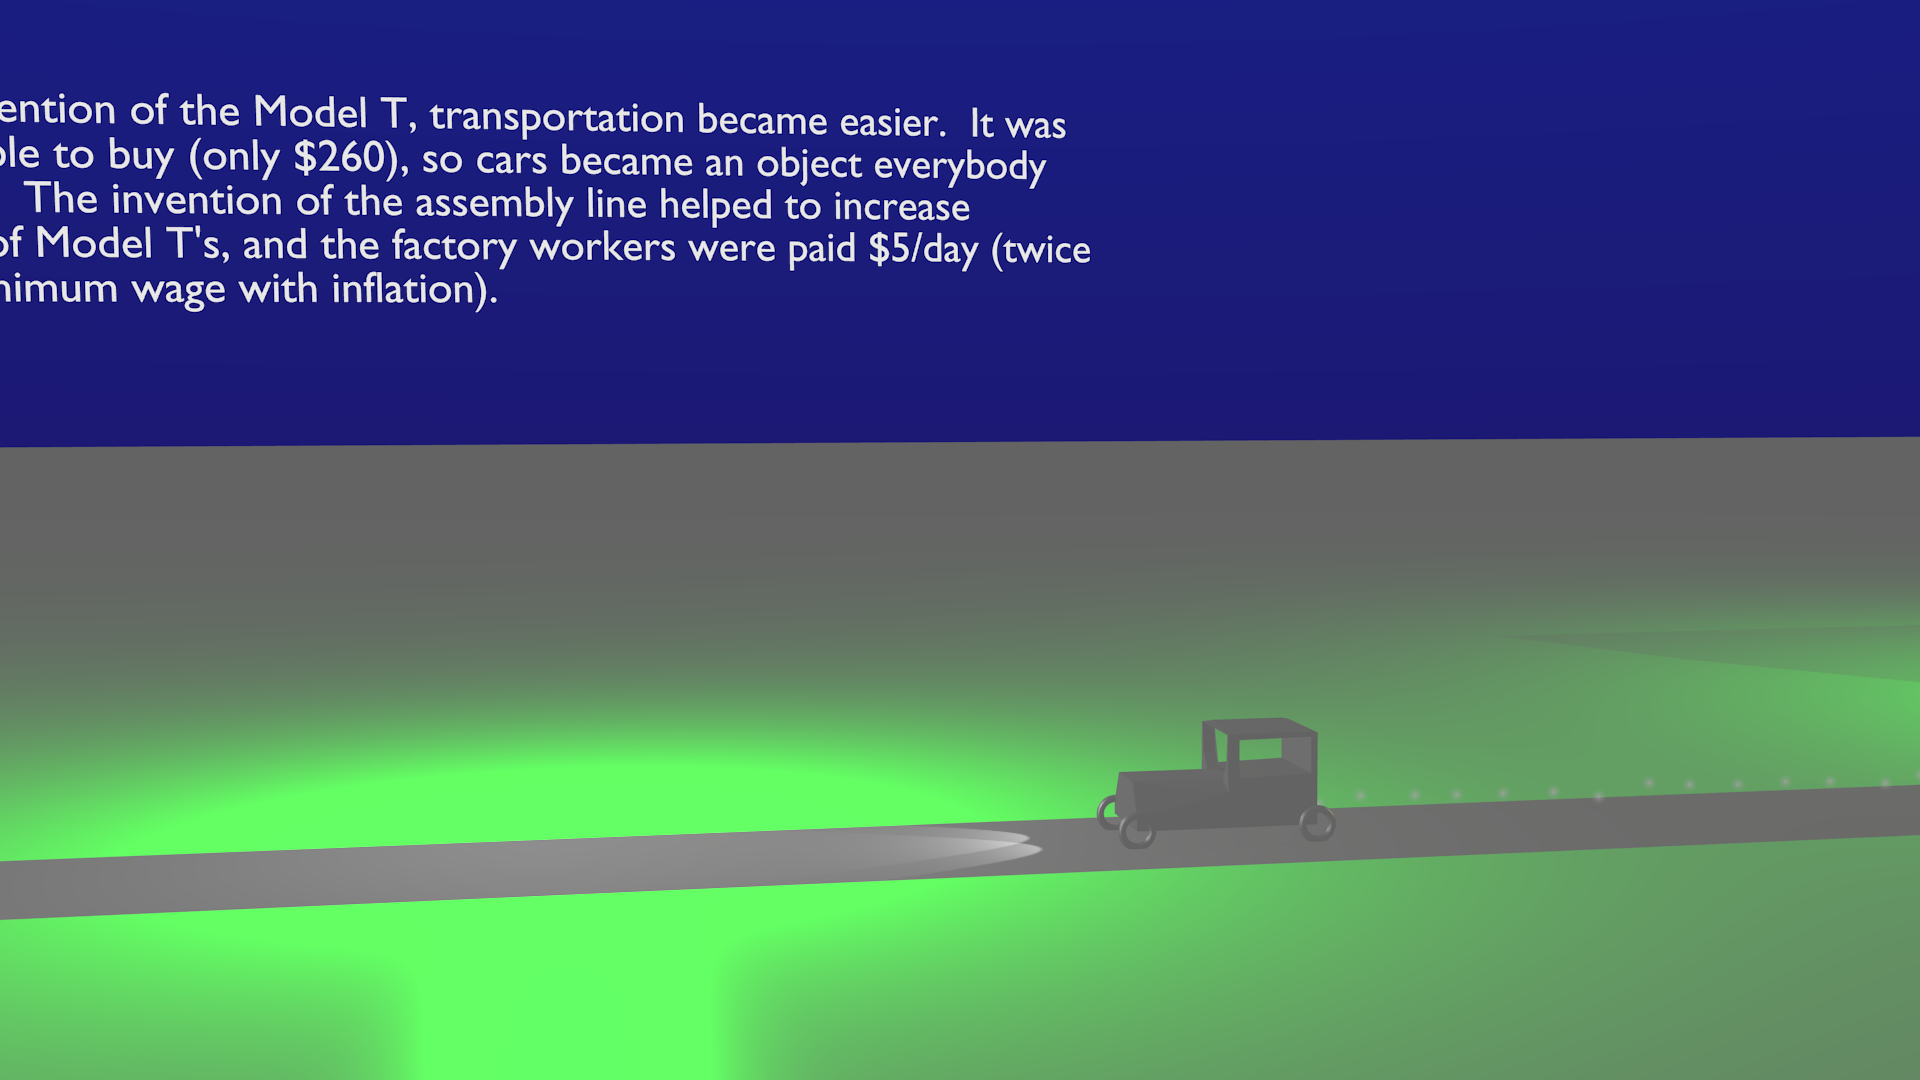 ention of the Model T, transportation became easier.  It was
ble to buy (only $260), so cars became an object everybody
The invention of the assembly line helped to increase
of Model T's, and the factory workers were paid $5/day (twice
nimum wage with inflation).